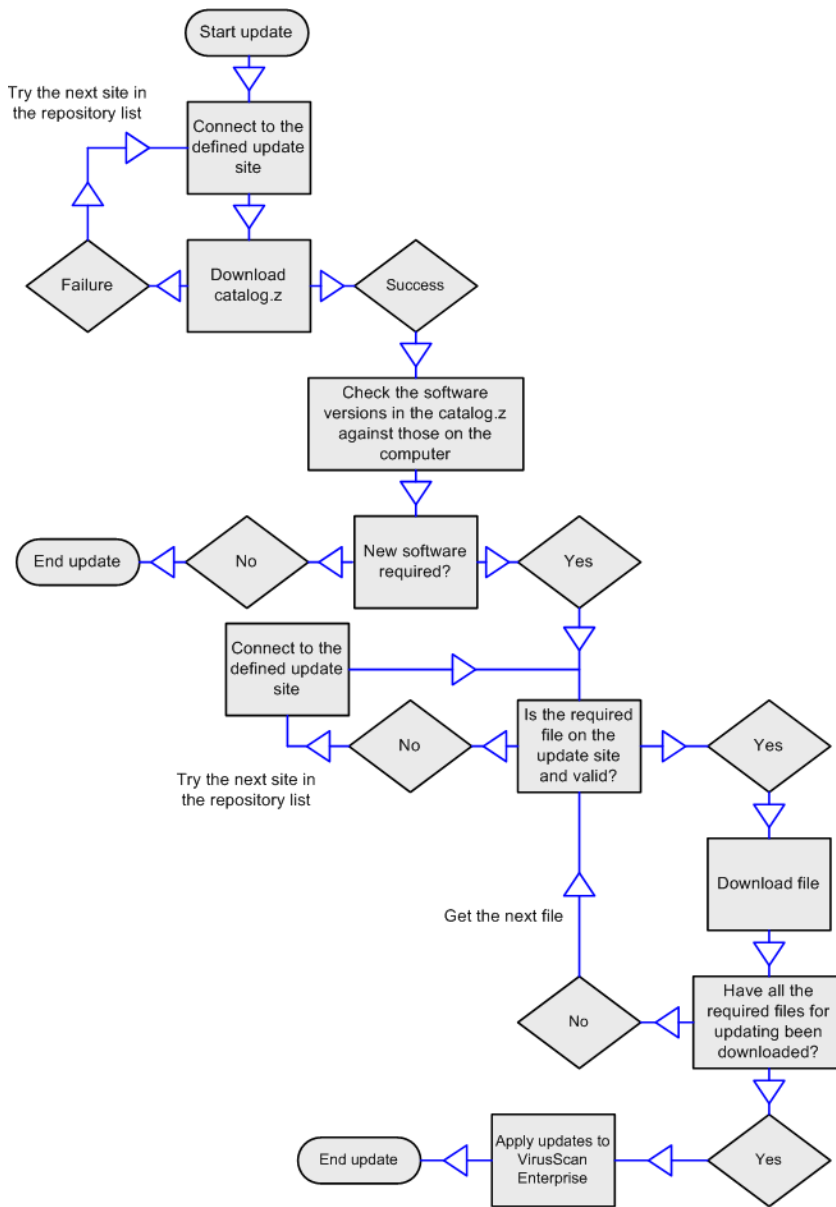 Start update
Try the next site in
the repository list
Connect to the
defined update
site
Failure
Download
catalog.z
Success
Check the software
versions in the catalog.z
against those on the
computer
End update
No
New software
required?
Yes
Connect to the
defined update
site
No
Is the required
file on the
update site
and valid?
Yes
Try the next site in
the repository list
Download file
Get the next file
No
Have all the
required files for
updating been
downloaded?
End update
Apply updates to
VirusScan
Enterprise
Yes